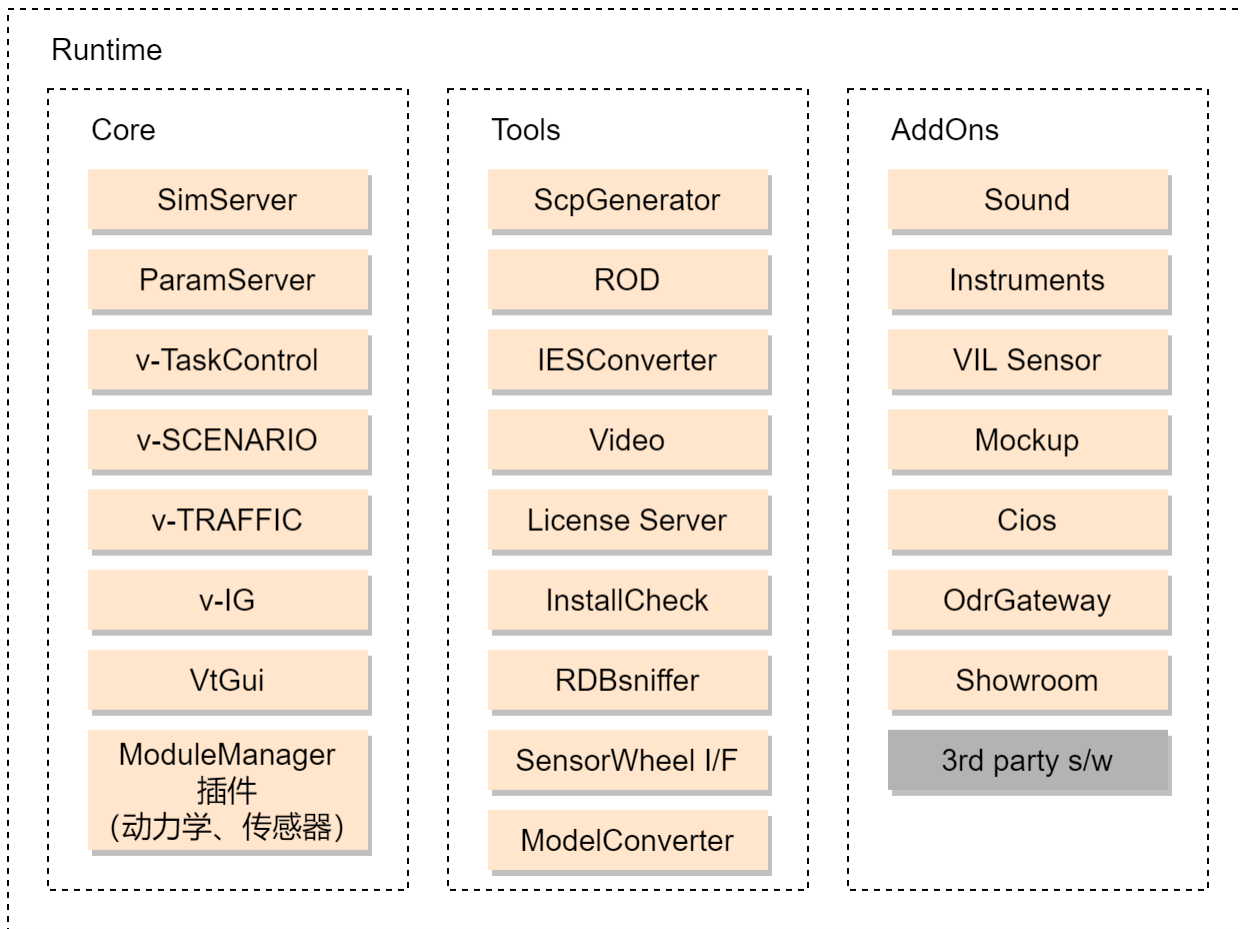 Runtime
Core
SimServer
ParamServer
v-TaskControl
v-SCENARIO
v-TRAFFIC
v-IG
VtGui
ModuleManager
插件
（动力学、传感器）
Tools
ScpGenerator
ROD
IESConverter
Video
License Server
InstallCheck
RDBsniffer
SensorWheel I/F
ModelConverter
AddOns
Sound
Instruments
VIL Sensor
Mockup
Cios
OdrGateway
Showroom
3rd party s/w